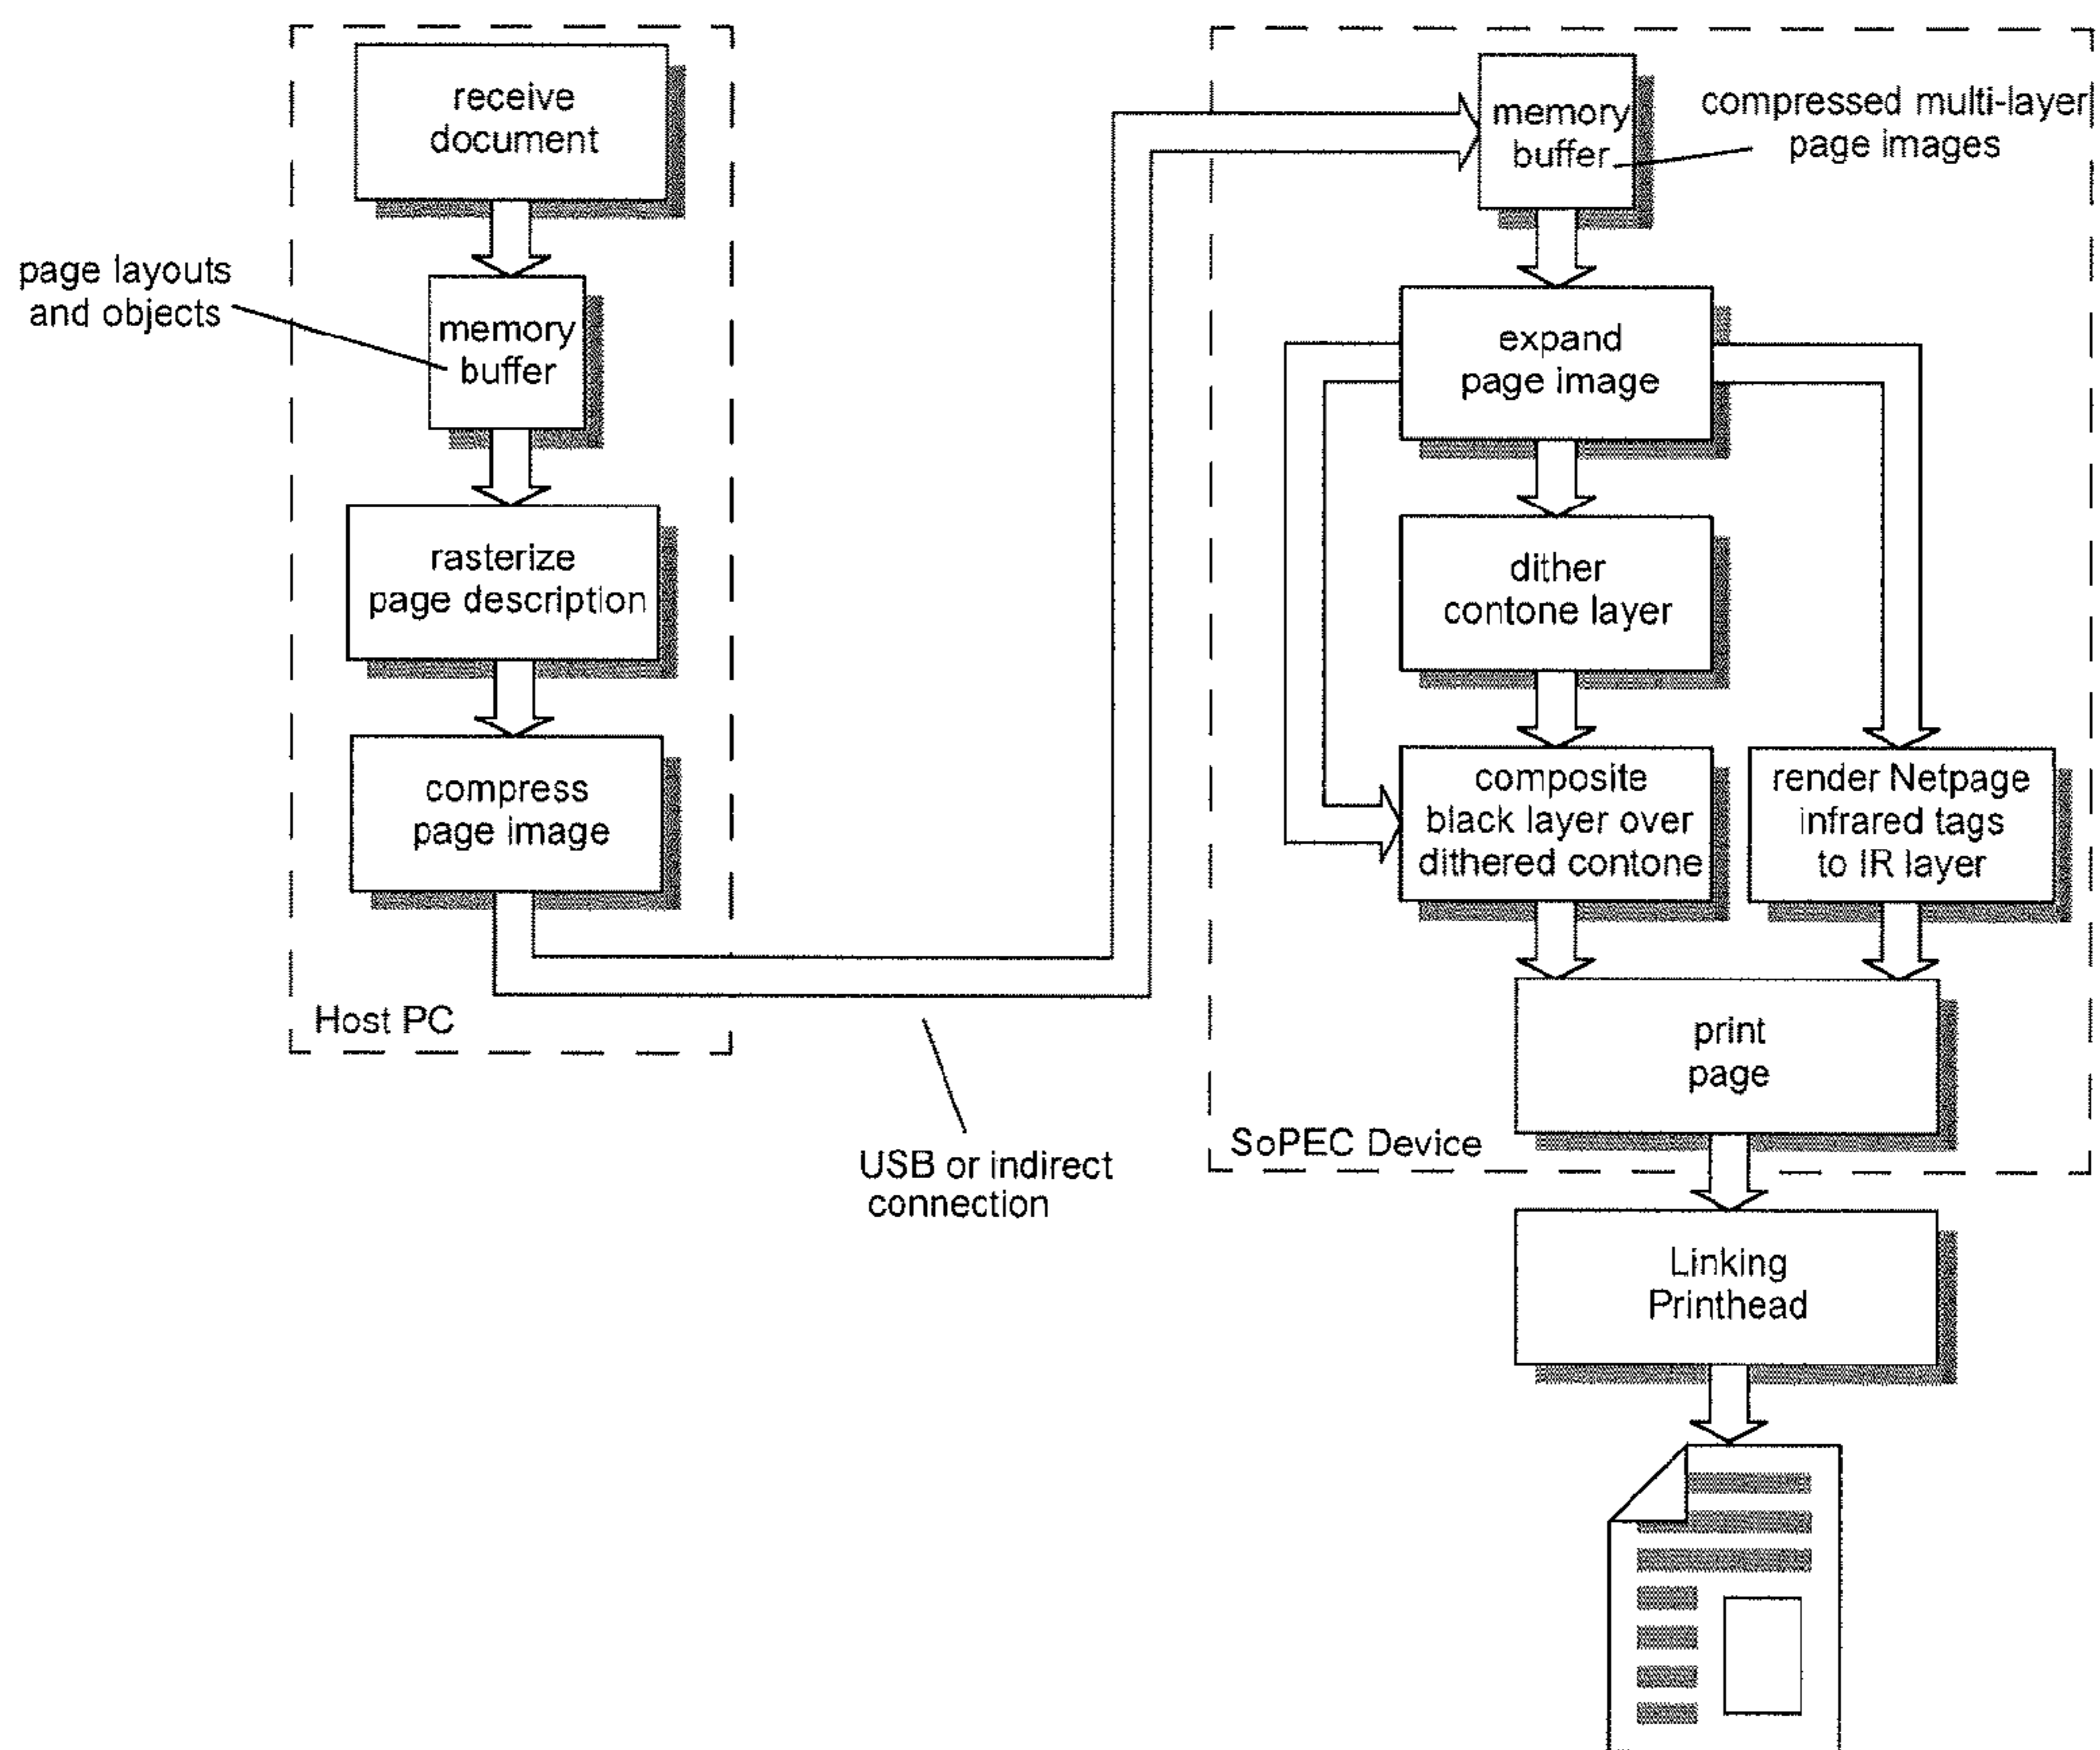 receive
document
page layouts
and objects
memory
buffer
rasterize
page description
compress
page image
Host PC
USB or indirect
connection
memory
buffer
compressed multi-layer
page images
expand
page image
dither
contone layer
composite
black layer over
dithered contone
render Netpage
infrared tags
to IR layer
print
page
SoPEC Device
Linking
Printhead